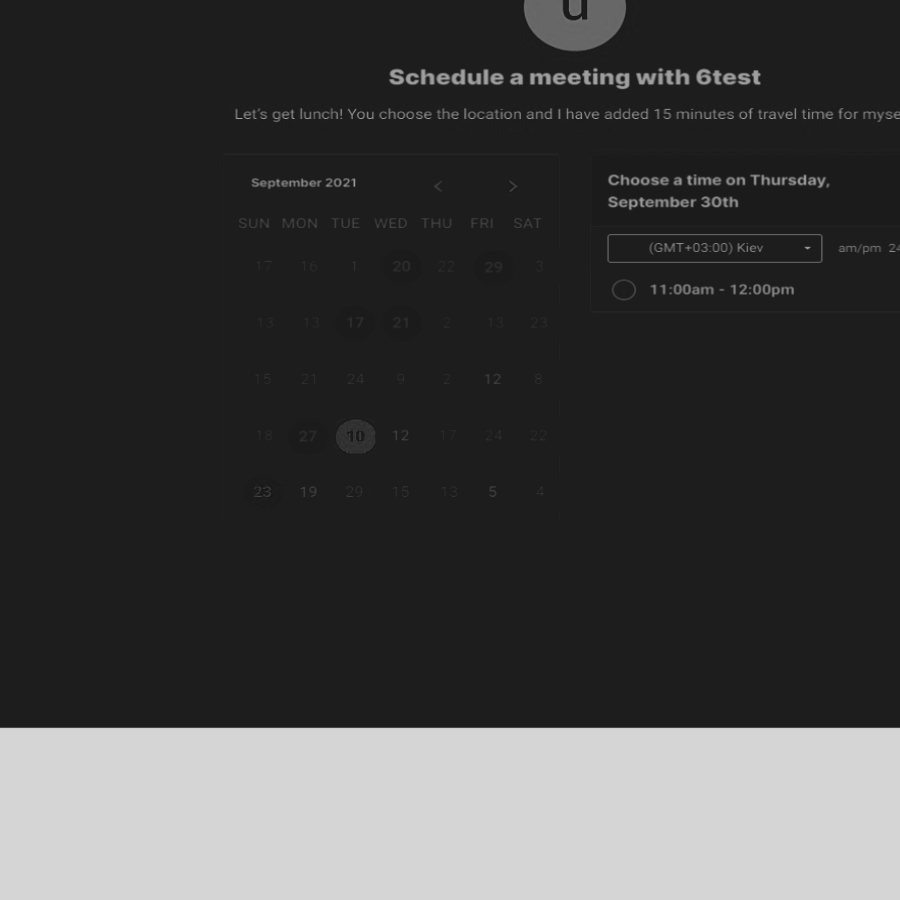 u
Schedule a meeting with 6test
Let's get lunch! You choose the location and I have added 15 minutes of travel time for myse
September 2021 < >
SUN MON TUE WED THU FRI SAT
17 16 1 20 22 29 3
13 13 17 21 2 13 23
15 21 24 9 2 12 8
18 27 10 12 17 24 22
23 19 29 15 13 5 4
Choose a time on Thursday,
September 30th
(GMT+03:00) Kiev am/pm 24
11:00am - 12:00pm